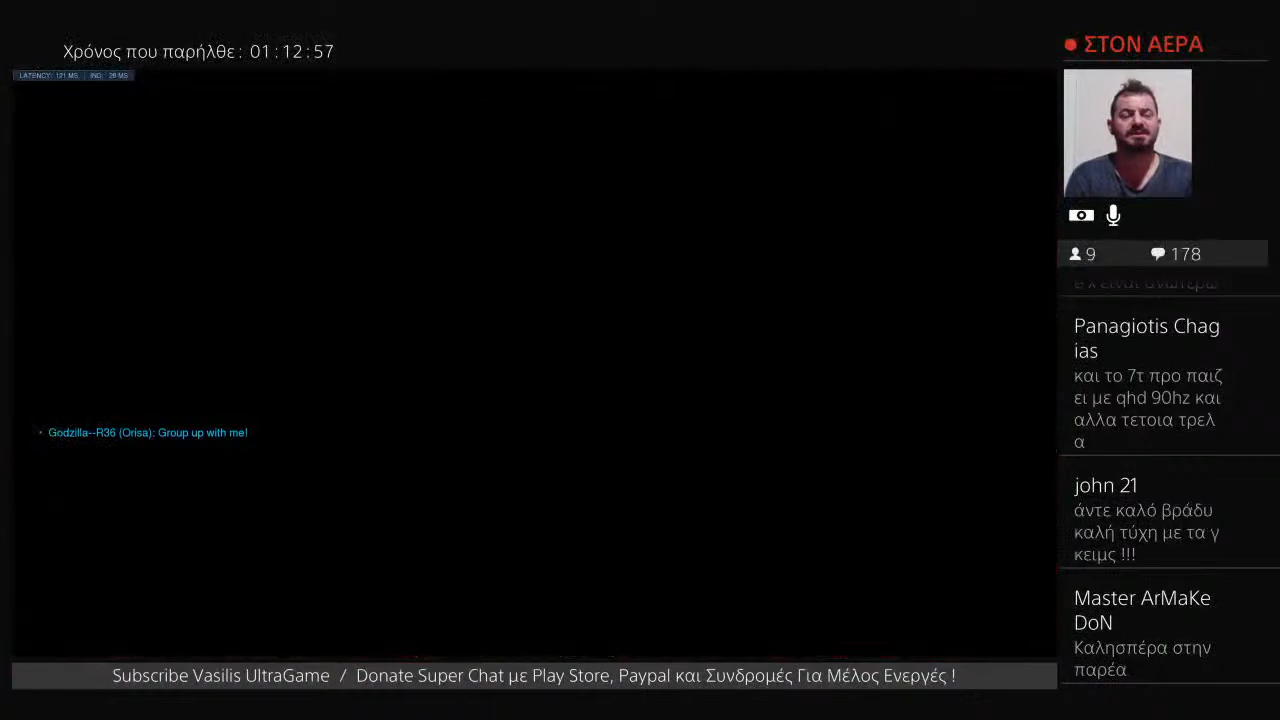 Χρόνος που παρήλθε : 01 : 12 : 57
ΣΤΟΝ ΑΕΡΑ
LATENCY: 121 MS
9 178
Panagiotis Chag
ias
και το 7τ προ παιζ
ει με qhd 90hz και
αλλα τετοια τρελ
α
Godzilla--R36 (Orisa): Group up with me!
john 21
άντε καλό βράδυ
καλή τύχη με τα γ
κειμς !!!
Master ArMaKe
DoN
Καλησπέρα στην
παρέα
Subscribe Vasilis UltraGame / Donate Super Chat με Play Store, Paypal και Συνδρομές Για Μέλος Ενεργές !